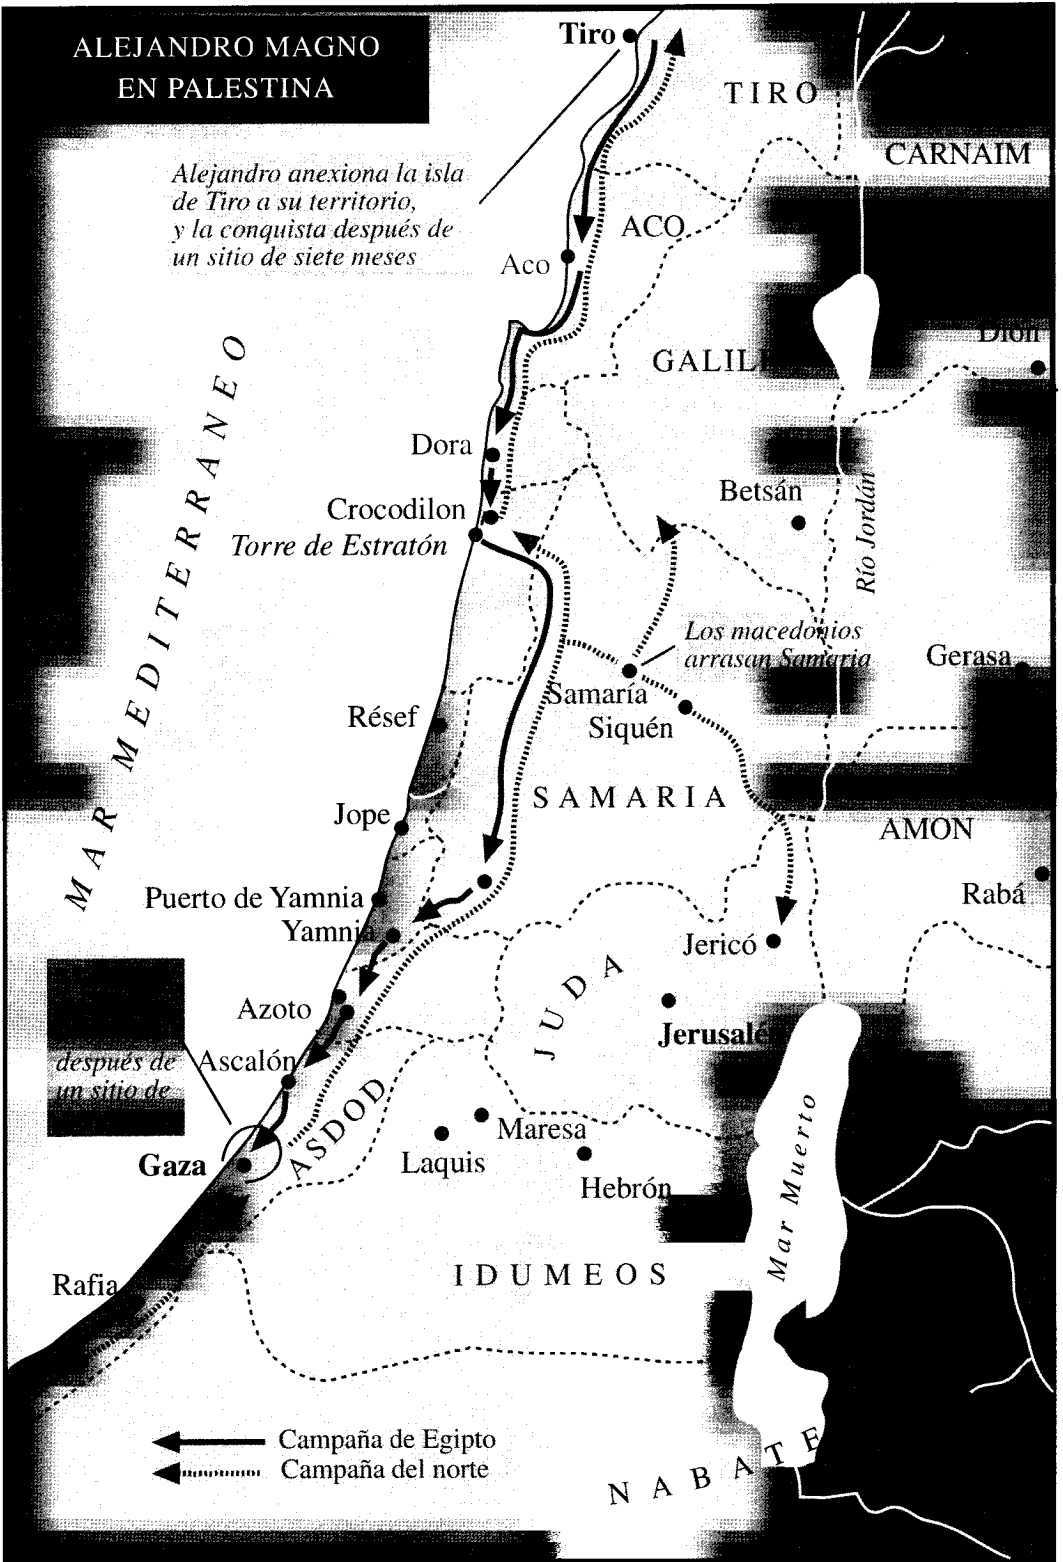 ALEJANDRO MAGNO
EN PALESTINA
Tiro
TIRO
CARNAIM
Alejandro anexiona la isla
de Tiro a su territorio,
y la conquista después de
un sitio de siete meses
ACO
Aco
Dión
GALIL
MAR MEDITERRANEO
Dora
Betsán
Crocodilon
Torre de Estratón
Río Jordán
Los macedonios
arrasan Samaria
Gerasa
Samaría
Siquén
Résef
SAMARIA
Jope
AMON
Rabá
Puerto de Yamnia
Yamnia
Jericó
JUDA
Azoto
Jerusalé
Ascalón
después de
un sitio de
ASDOD
Maresa
Laquis
Hebrón
Gaza
Mar Muerto
IDUMEOS
Rafia
Campaña de Egipto
Campaña del norte
NABATE